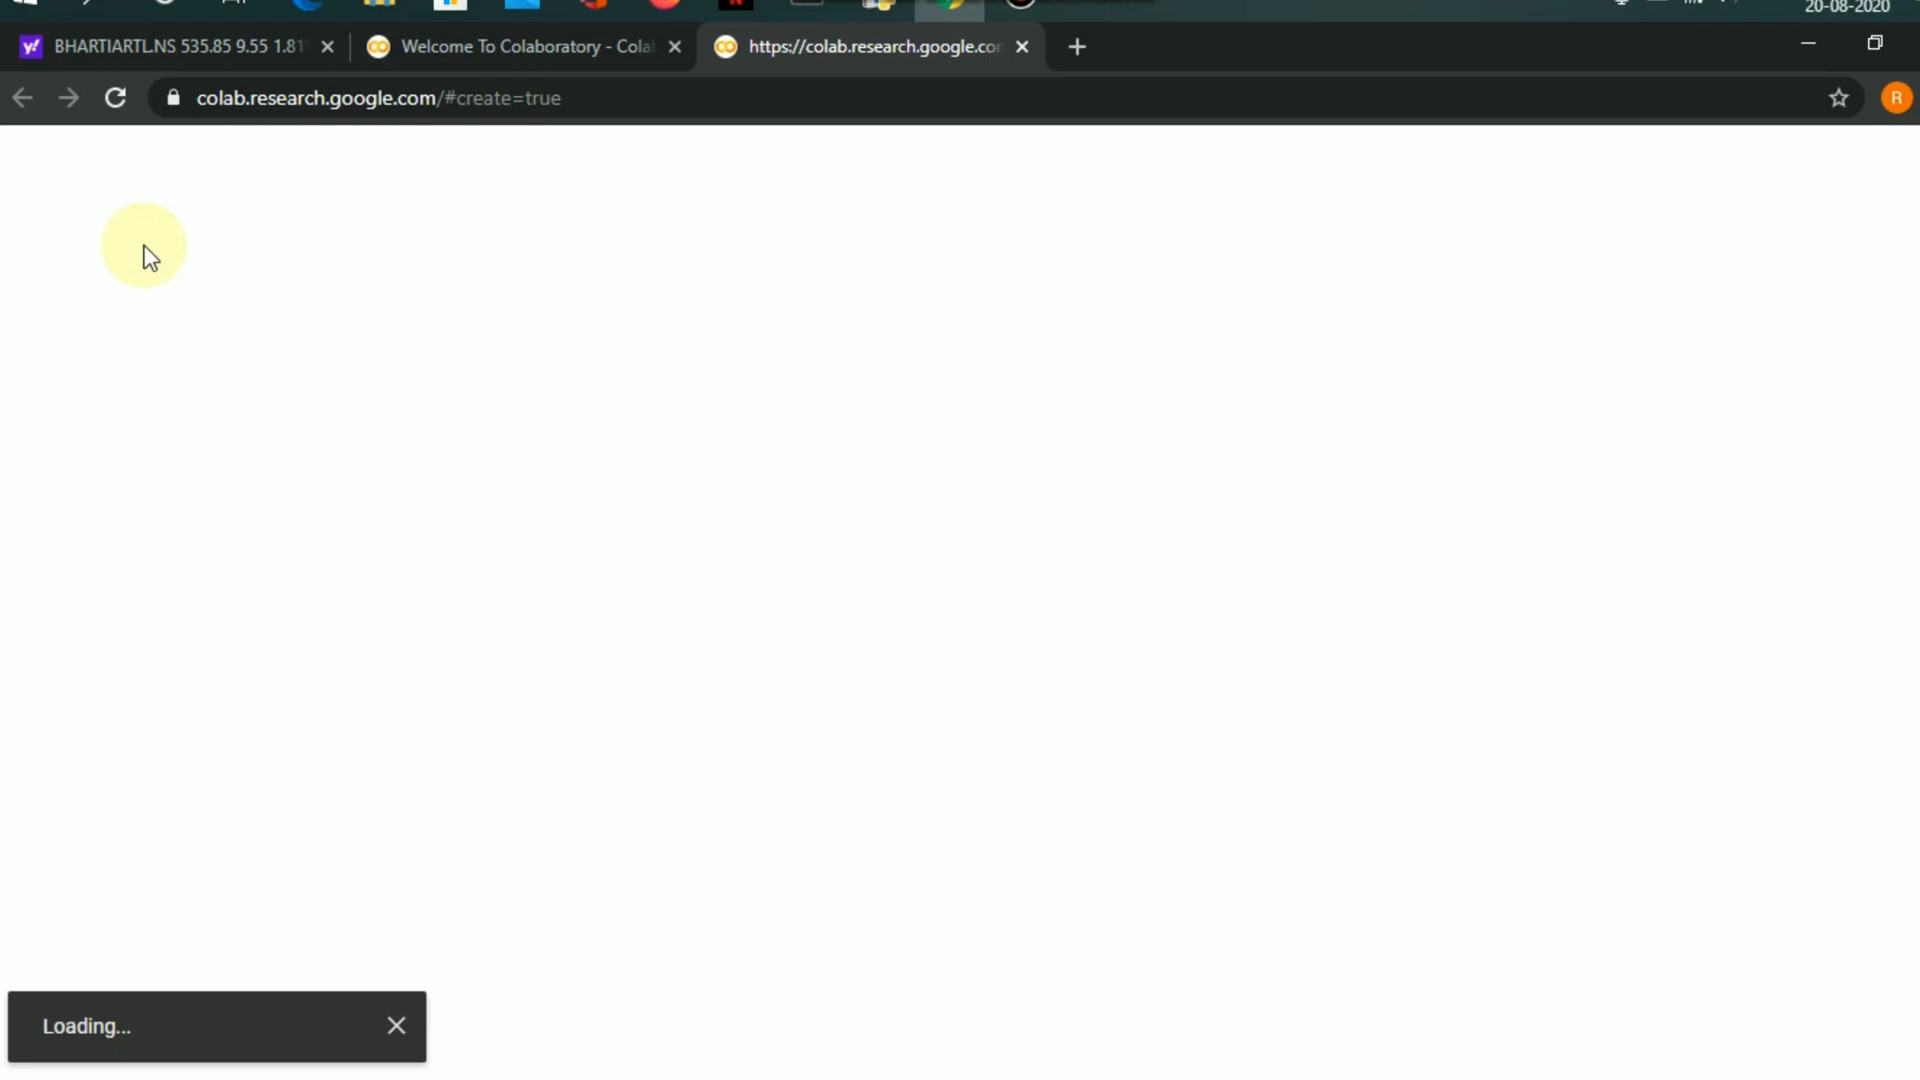 20-08-2020
BHARTIARTL.NS 535.85 9.55 1.81
Welcome To Colaboratory - Cola
https://colab.research.google.com
colab.research.google.com/#create=true
R
Loading...